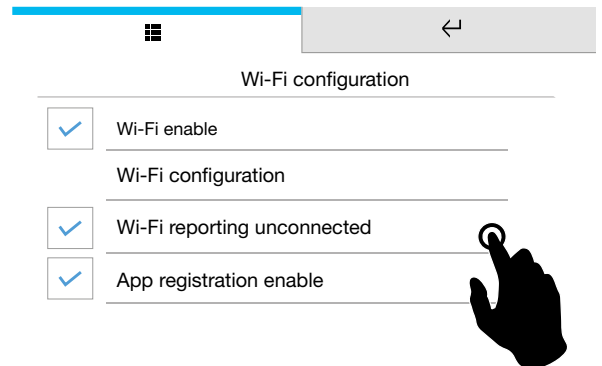 Wi-Fi configuration
Wi-Fi enable
Wi-Fi configuration
Wi-Fi reporting unconnected
App registration enable